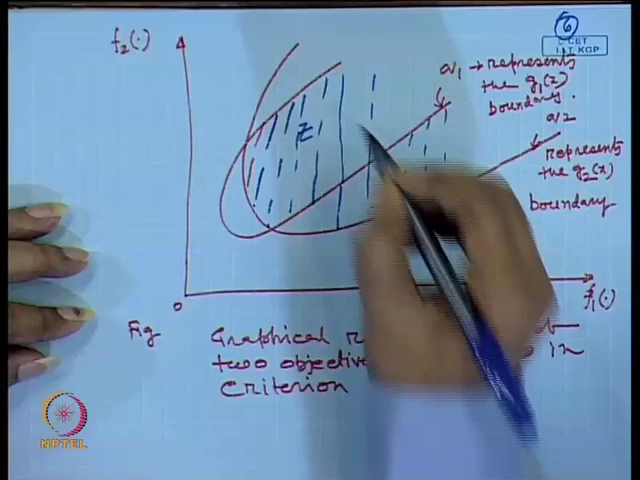 6
CET
I.I.T. KGP
f₂(·)
a₁ → represents
the g₁(x)
boundary.
a₂
represents
the g₂(x)
boundary
Z
0
f₁(·)
Fig
Graphical
two objective
in
criterion
NPTEL